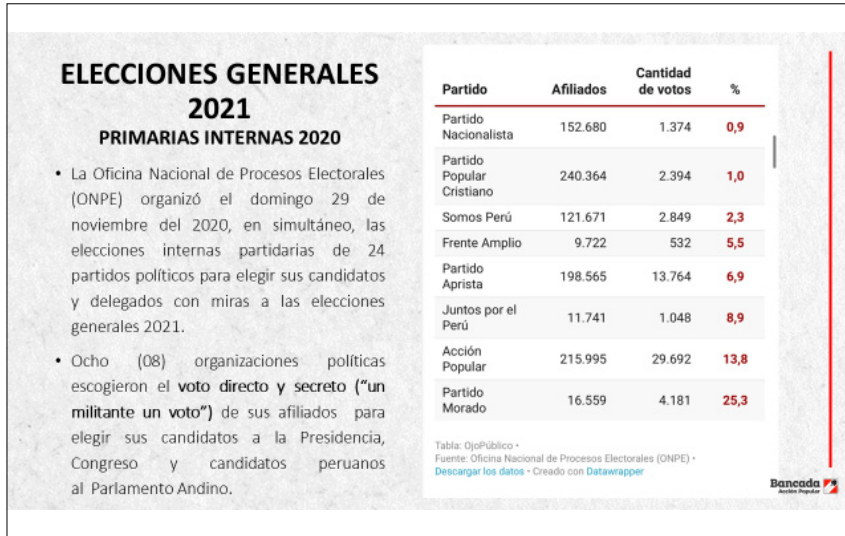 ELECCIONES GENERALES
2021
PRIMARIAS INTERNAS 2020
• La Oficina Nacional de Procesos Electorales
(ONPE) organizó el domingo 29 de
noviembre del 2020, en simultáneo, las
elecciones internas partidarias de 24
partidos políticos para elegir sus candidatos
y delegados con miras a las elecciones
generales 2021.
• Ocho (08) organizaciones políticas
escogieron el voto directo y secreto (“un
militante un voto”) de sus afiliados para
elegir sus candidatos a la Presidencia,
Congreso y candidatos peruanos
al Parlamento Andino.
Partido Afiliados Cantidad de votos %
Partido Nacionalista 152.680 1.374 0,9
Partido Popular Cristiano 240.364 2.394 1,0
Somos Perú 121.671 2.849 2,3
Frente Amplio 9.722 532 5,5
Partido Aprista 198.565 13.764 6,9
Juntos por el Perú 11.741 1.048 8,9
Acción Popular 215.995 29.692 13,8
Partido Morado 16.559 4.181 25,3
Tabla: OjoPúblico •
Fuente: Oficina Nacional de Procesos Electorales (ONPE) •
Descargar los datos • Creado con Datawrapper
Bancada
Acción Popular